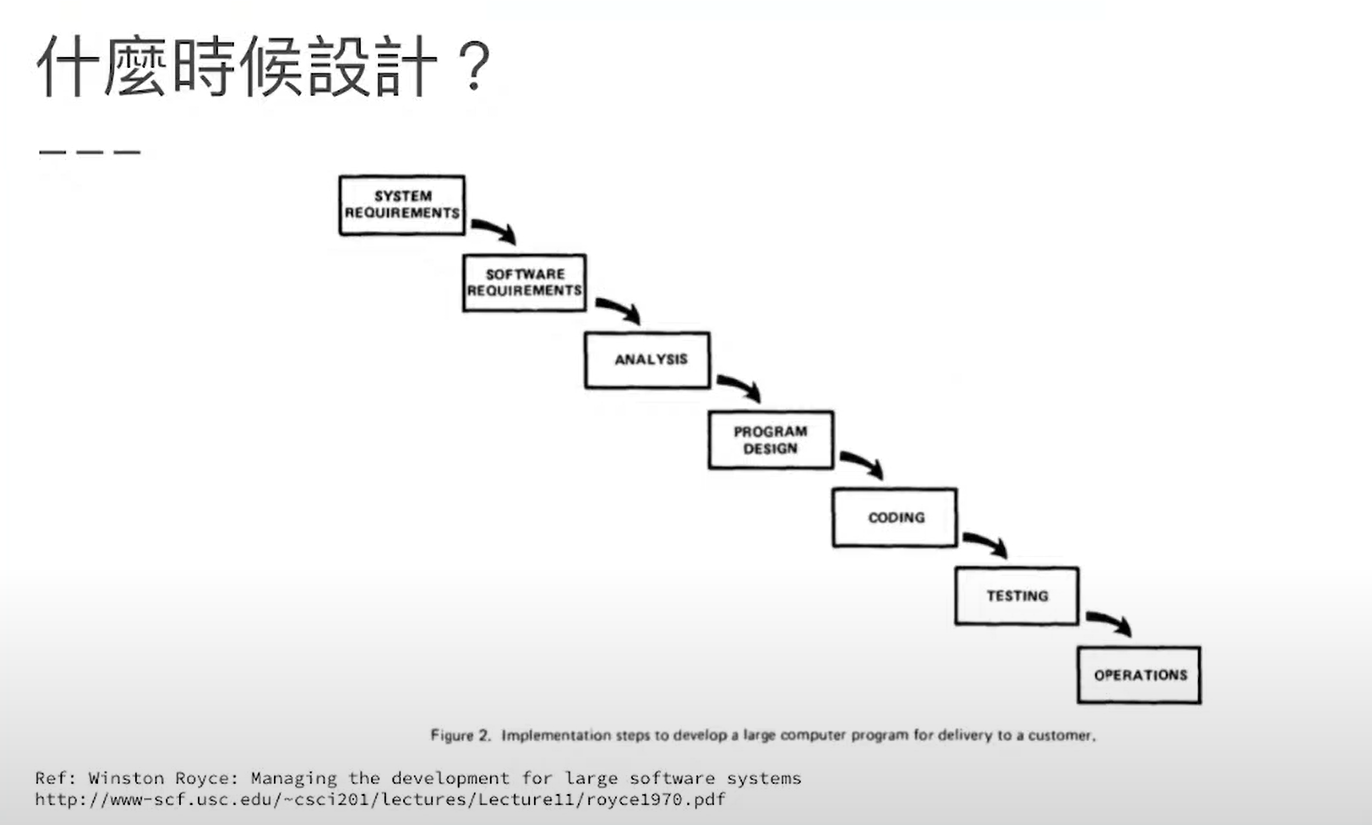 什麼時候設計？
———
SYSTEM
REQUIREMENTS
SOFTWARE
REQUIREMENTS
ANALYSIS
PROGRAM
DESIGN
CODING
TESTING
OPERATIONS
Figure 2. Implementation steps to develop a large computer program for delivery to a customer.
Ref: Winston Royce: Managing the development for large software systems
http://www-scf.usc.edu/~csci201/lectures/Lecture11/royce1970.pdf